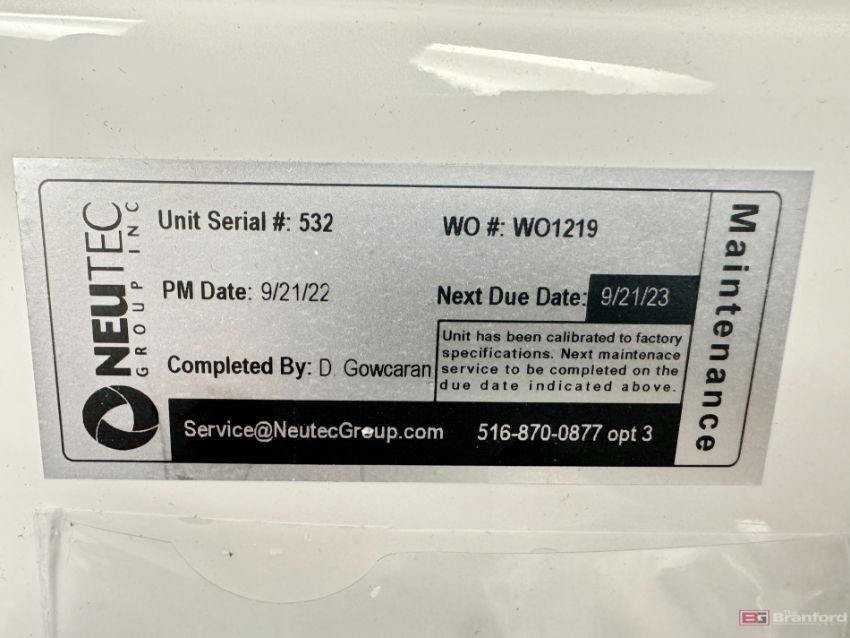 NEUTEC
GROUP INC
Unit Serial #: 532
WO #: WO1219
PM Date: 9/21/22
Next Due Date: 9/21/23
Unit has been calibrated to factory
specifications. Next maintenace
service to be completed on the
due date indicated above.
Completed By: D. Gowcaran
Service@NeutecGroup.com 516-870-0877 opt 3
Maintenance
BG The Branford